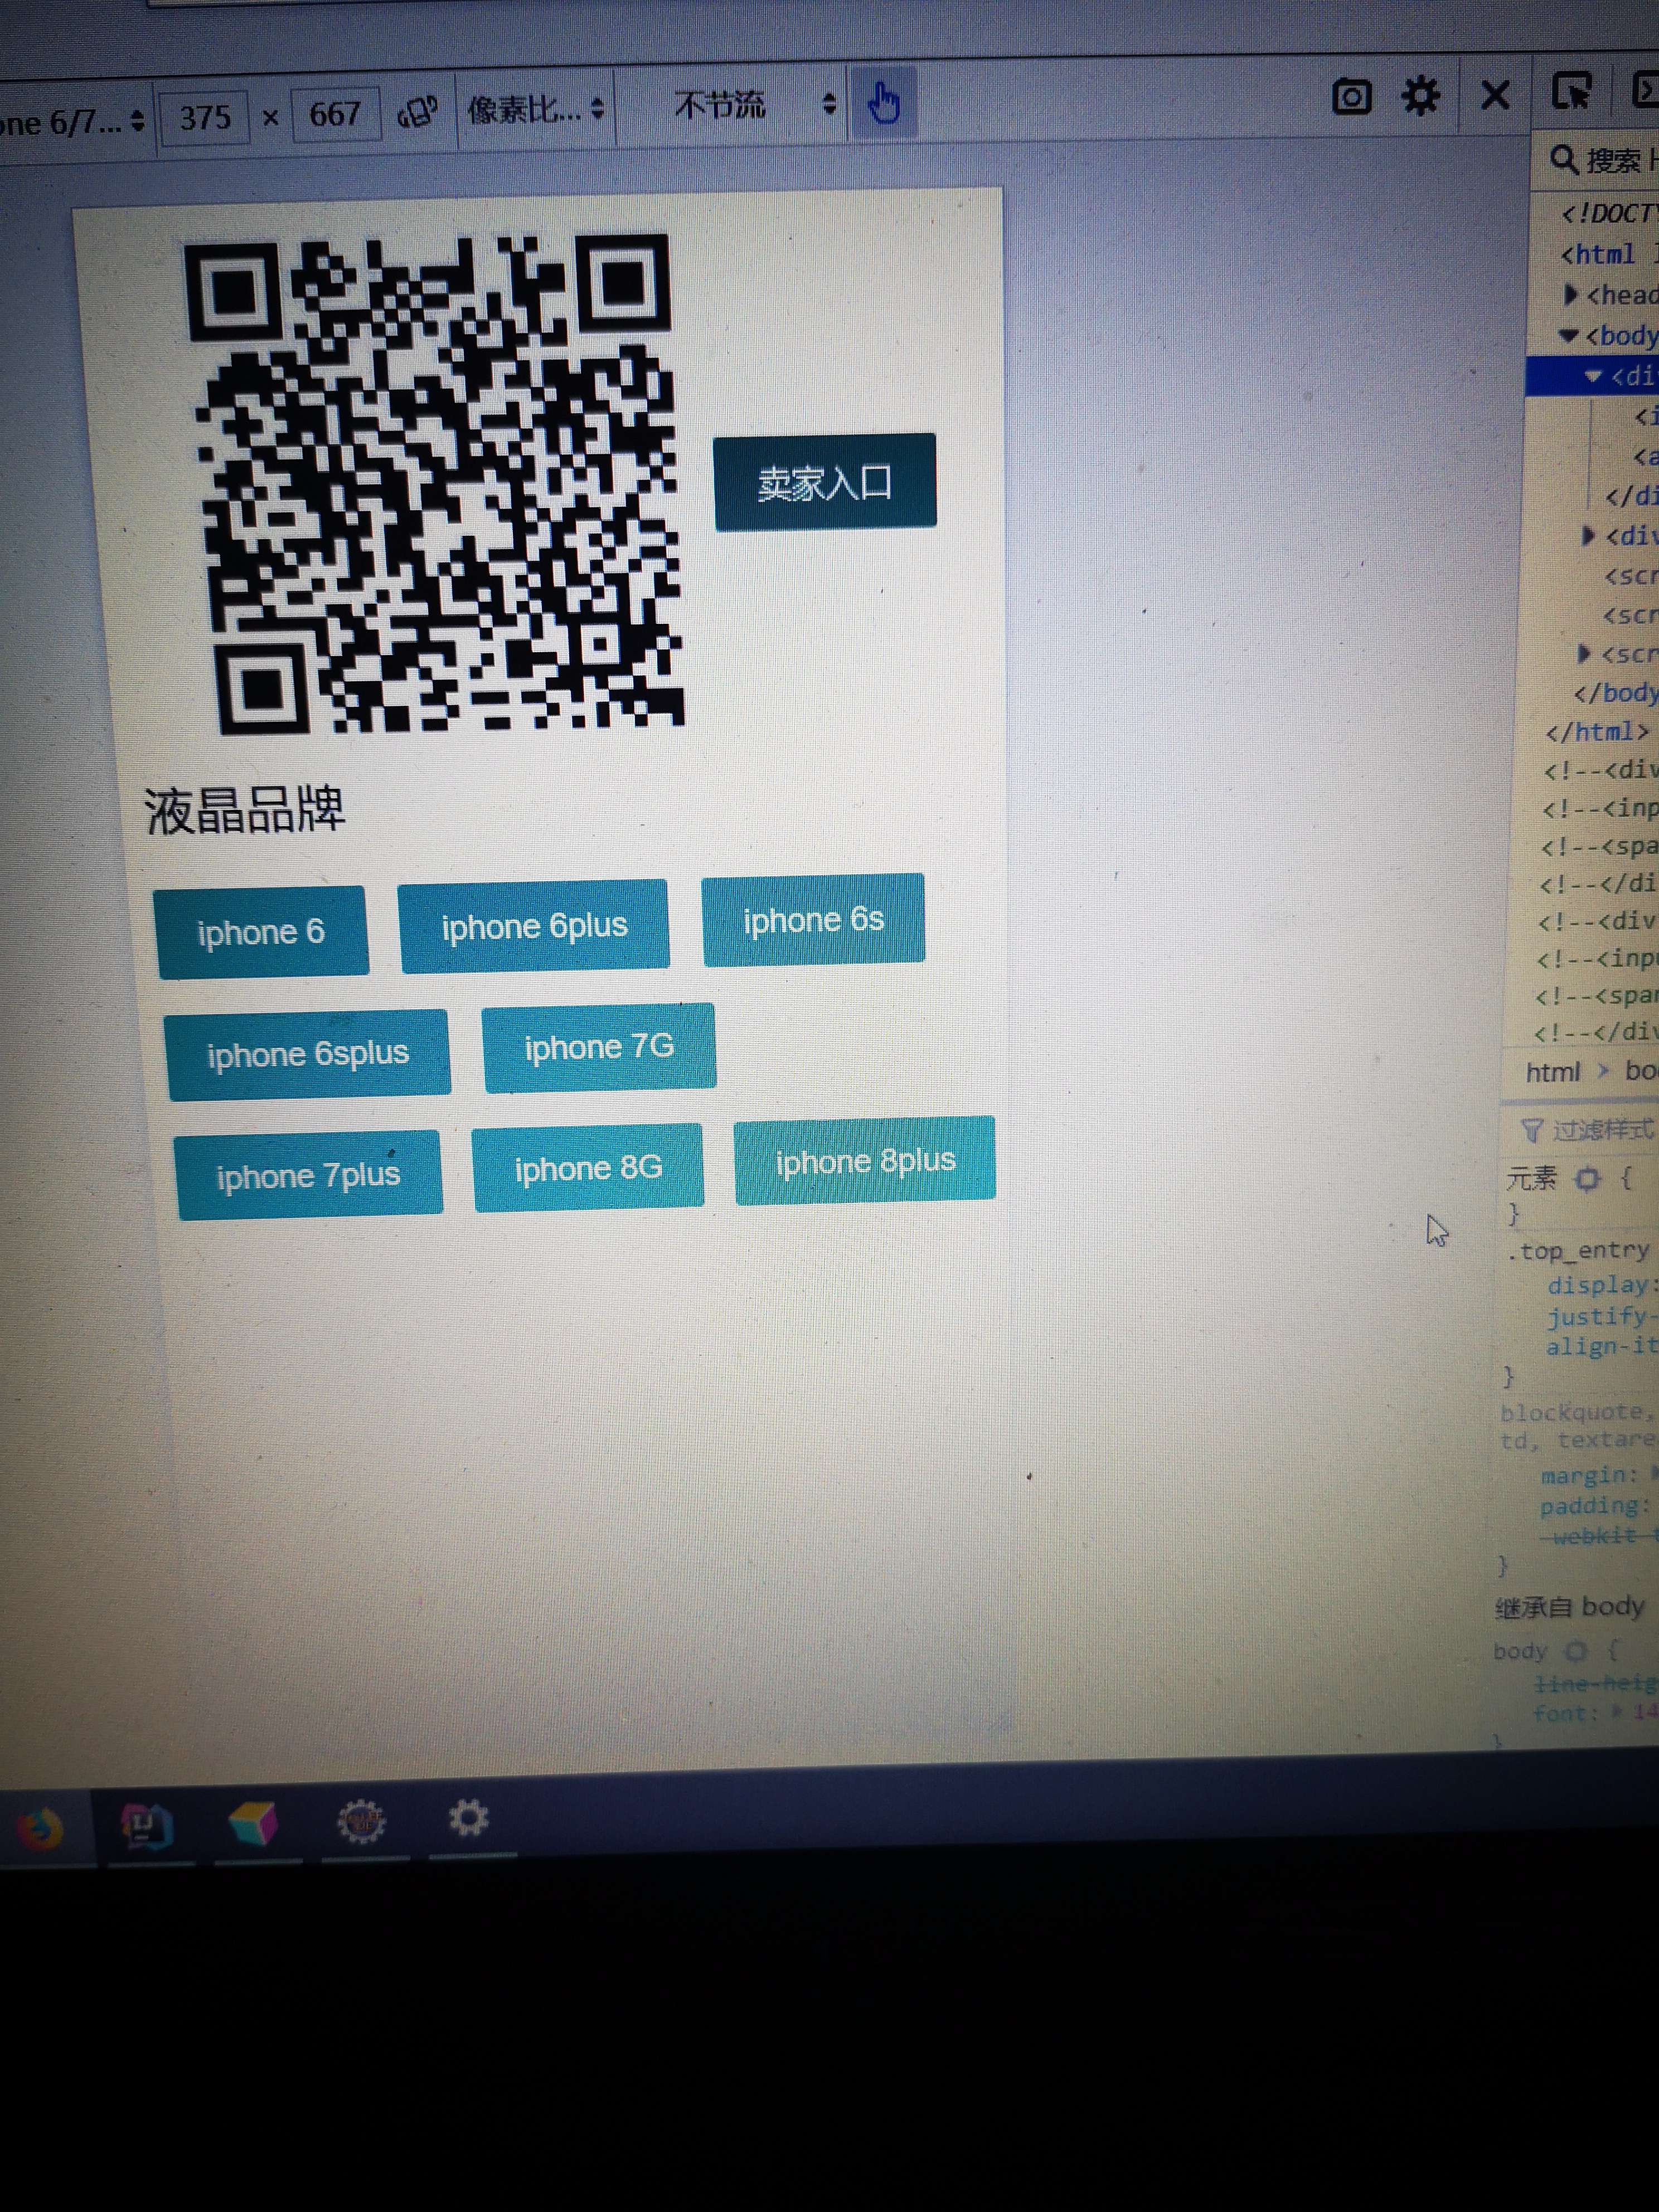 one 6/7...
375 × 667
像素比...
不节流
搜索
<!DOCTY
<html
<head
<body
<di
<i
<a
</di
<div
<scr
<scr
<scr
</body
</html>
<!--<div
<!--<inp
<!--<spa
<!--</di
<!--<div
<!--<inp
<!--<spa
<!--</div
html > bo
过滤样式
元素 {
}
.top_entry
display:
justify-
align-it
}
blockquote,
td, textare
margin:
padding:
-webkit-t
}
继承自 body
body {
line-heig
font: 14
}
卖家入口
液晶品牌
iphone 6
iphone 6plus
iphone 6s
iphone 6splus
iphone 7G
iphone 7plus
iphone 8G
iphone 8plus